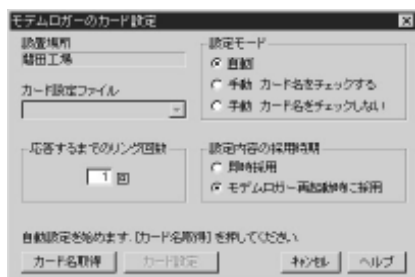 モデムロガーのカード設定
設置場所
工場
カード設定ファイル
設定モード
自動
手動 カード名をチェックする
手動 カード名をチェックしない
応答するまでのリング回数
1 回
設定内容の採用時期
即時採用
モデムロガー再起動時に採用
自動設定を始めます. [カード名取得] を押してください.
カード名取得 カード設定 キャンセル ヘルプ